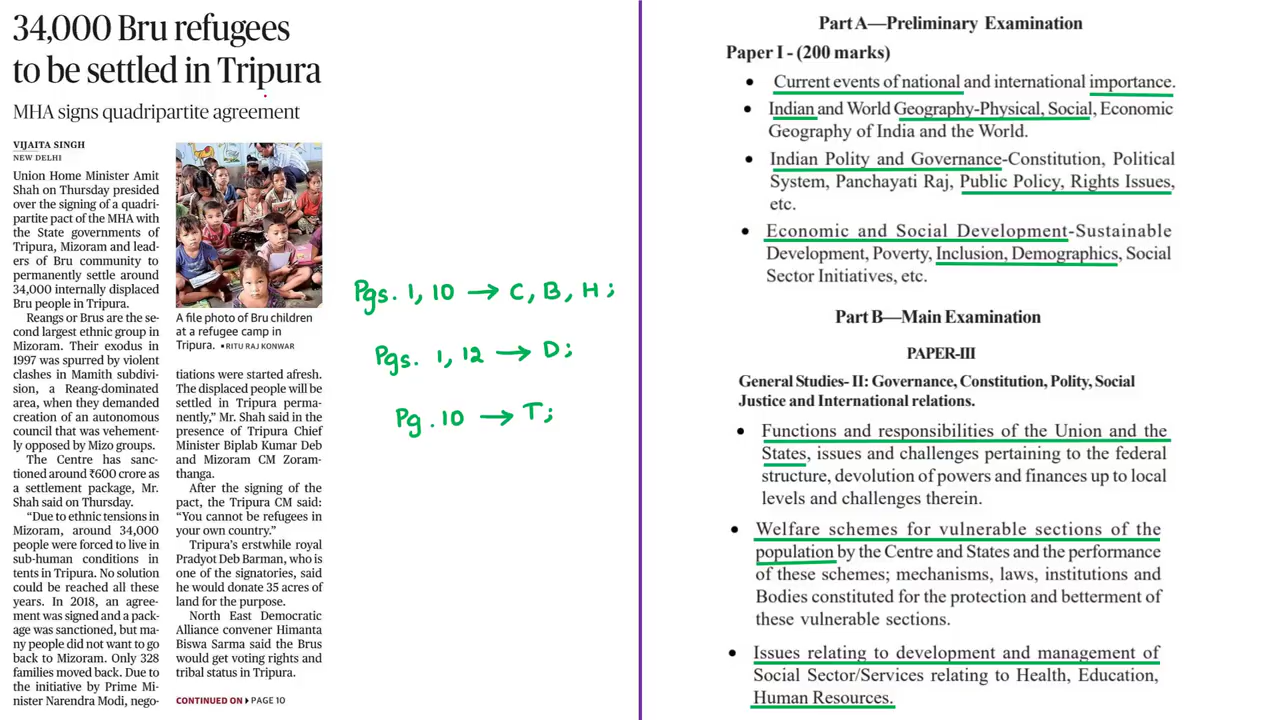 34,000 Bru refugees
to be settled in Tripura
MHA signs quadripartite agreement
VIJAITA SINGH
NEW DELHI
Union Home Minister Amit
Shah on Thursday presided
over the signing of a quadri-
partite pact of the MHA with
the State governments of
Tripura, Mizoram and lead-
ers of Bru community to
permanently settle around
34,000 internally displaced
Bru people in Tripura.
Reangs or Brus are the se-
cond largest ethnic group in
Mizoram. Their exodus in
1997 was spurred by violent
clashes in Mamith subdivi-
sion, a Reang-dominated
area, when they demanded
creation of an autonomous
council that was vehement-
ly opposed by Mizo groups.
The Centre has sanc-
tioned around ₹600 crore as
a settlement package, Mr.
Shah said on Thursday.
“Due to ethnic tensions in
Mizoram, around 34,000
people were forced to live in
sub-human conditions in
tents in Tripura. No solution
could be reached all these
years. In 2018, an agree-
ment was signed and a pack-
age was sanctioned, but ma-
ny people did not want to go
back to Mizoram. Only 328
families moved back. Due to
the initiative by Prime Mi-
nister Narendra Modi, nego-
A file photo of Bru children
at a refugee camp in
Tripura. ▪ RITU RAJ KONWAR
tiations were started afresh.
The displaced people will be
settled in Tripura perma-
nently,” Mr. Shah said in the
presence of Tripura Chief
Minister Biplab Kumar Deb
and Mizoram CM Zoram-
thanga.
After the signing of the
pact, the Tripura CM said:
“You cannot be refugees in
your own country.”
Tripura’s erstwhile royal
Pradyot Deb Barman, who is
one of the signatories, said
he would donate 35 acres of
land for the purpose.
North East Democratic
Alliance convener Himanta
Biswa Sarma said the Brus
would get voting rights and
tribal status in Tripura.
CONTINUED ON ▸ PAGE 10
Pgs. 1, 10 → C, B, H;
Pgs. 1, 12 → D;
Pg. 10 → T;
Part A—Preliminary Examination
Paper I - (200 marks)
• Current events of national and international importance.
• Indian and World Geography-Physical, Social, Economic
Geography of India and the World.
• Indian Polity and Governance-Constitution, Political
System, Panchayati Raj, Public Policy, Rights Issues,
etc.
• Economic and Social Development-Sustainable
Development, Poverty, Inclusion, Demographics, Social
Sector Initiatives, etc.
Part B—Main Examination
PAPER-III
General Studies- II: Governance, Constitution, Polity, Social
Justice and International relations.
• Functions and responsibilities of the Union and the
States, issues and challenges pertaining to the federal
structure, devolution of powers and finances up to local
levels and challenges therein.
• Welfare schemes for vulnerable sections of the
population by the Centre and States and the performance
of these schemes; mechanisms, laws, institutions and
Bodies constituted for the protection and betterment of
these vulnerable sections.
• Issues relating to development and management of
Social Sector/Services relating to Health, Education,
Human Resources.